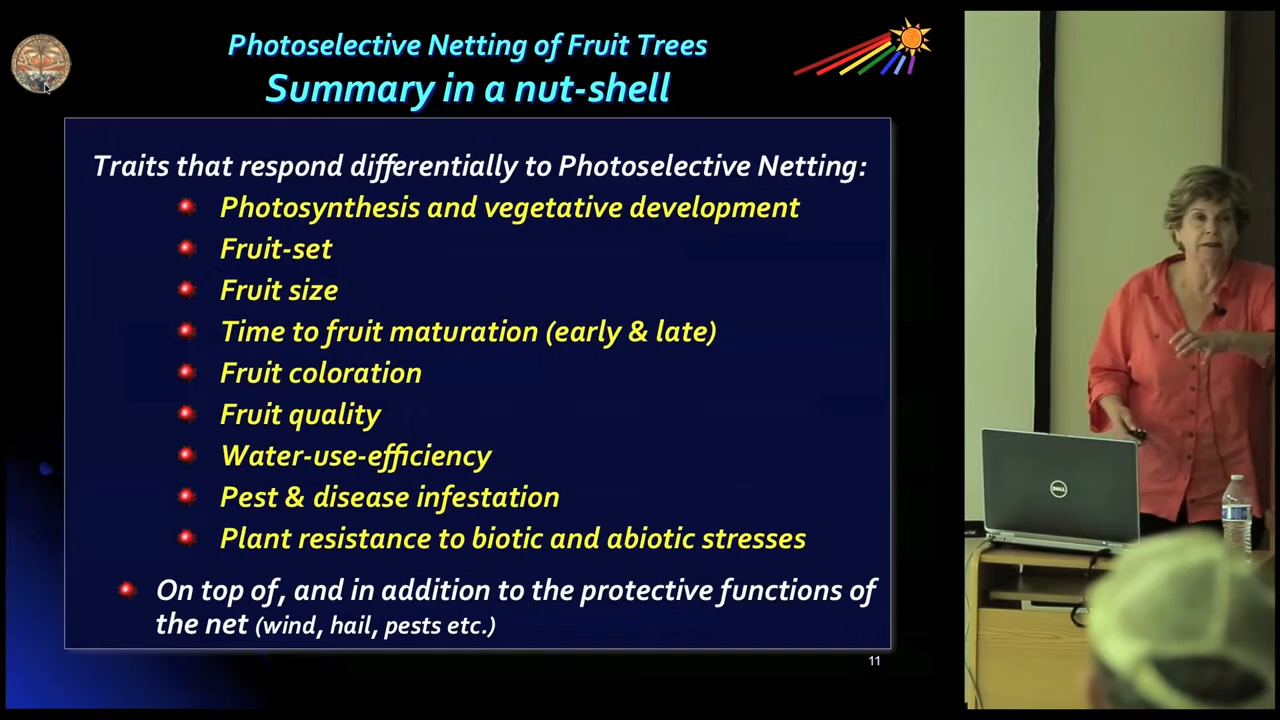 Photoselective Netting of Fruit Trees
Summary in a nut-shell
Traits that respond differentially to Photoselective Netting:
Photosynthesis and vegetative development
Fruit-set
Fruit size
Time to fruit maturation (early & late)
Fruit coloration
Fruit quality
Water-use-efficiency
Pest & disease infestation
Plant resistance to biotic and abiotic stresses
On top of, and in addition to the protective functions of
the net (wind, hail, pests etc.)
11
DELL